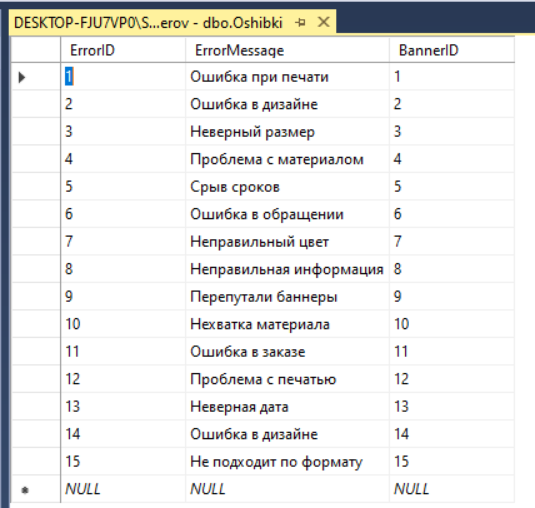 DESKTOP-FJU7VP0\S...erov - dbo.Oshibki
ErrorID ErrorMessage BannerID
1 Ошибка при печати 1
2 Ошибка в дизайне 2
3 Неверный размер 3
4 Проблема с материалом 4
5 Срыв сроков 5
6 Ошибка в обращении 6
7 Неправильный цвет 7
8 Неправильная информация 8
9 Перепутали баннеры 9
10 Нехватка материала 10
11 Ошибка в заказе 11
12 Проблема с печатью 12
13 Неверная дата 13
14 Ошибка в дизайне 14
15 Не подходит по формату 15
NULL NULL NULL